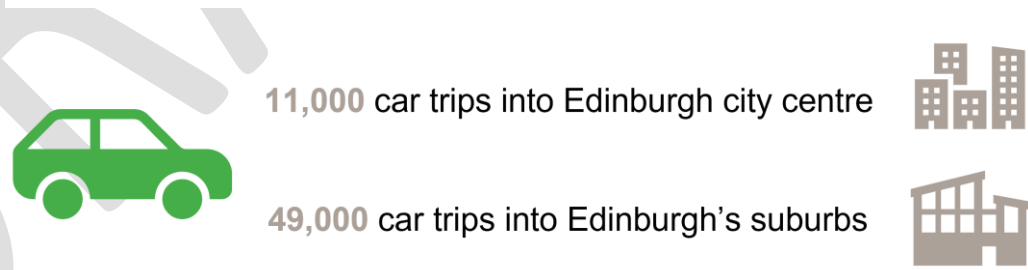 11,000 car trips into Edinburgh city centre
49,000 car trips into Edinburgh’s suburbs